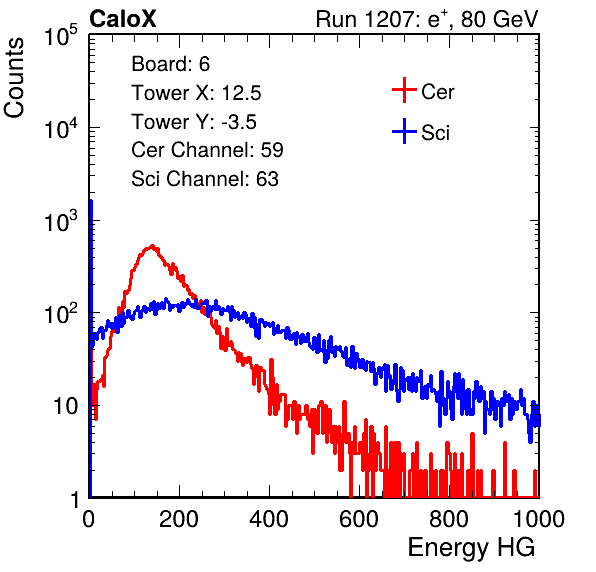 CaloX Run 1207: e⁺, 80 GeV
Counts
Board: 6
Tower X: 12.5
Tower Y: -3.5
Cer Channel: 59
Sci Channel: 63
Cer
Sci
10⁵
10⁴
10³
10²
10
1
0 200 400 600 800 1000
Energy HG